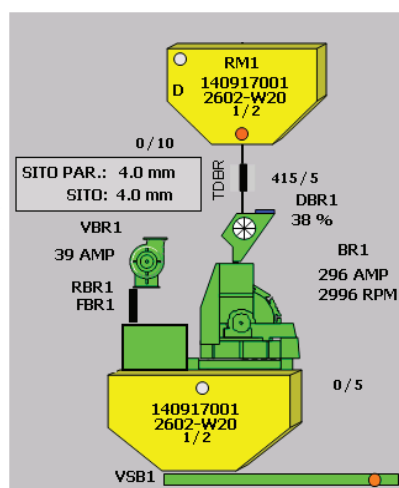 RM1
D
140917001
2602-W20
1/2
0/10
SITO PAR.: 4.0 mm
SITO: 4.0 mm
TDBR
415/5
DBR1
38 %
VBR1
39 AMP
BR1
296 AMP
2996 RPM
RBR1
FBR1
0/5
140917001
2602-W20
1/2
VSB1